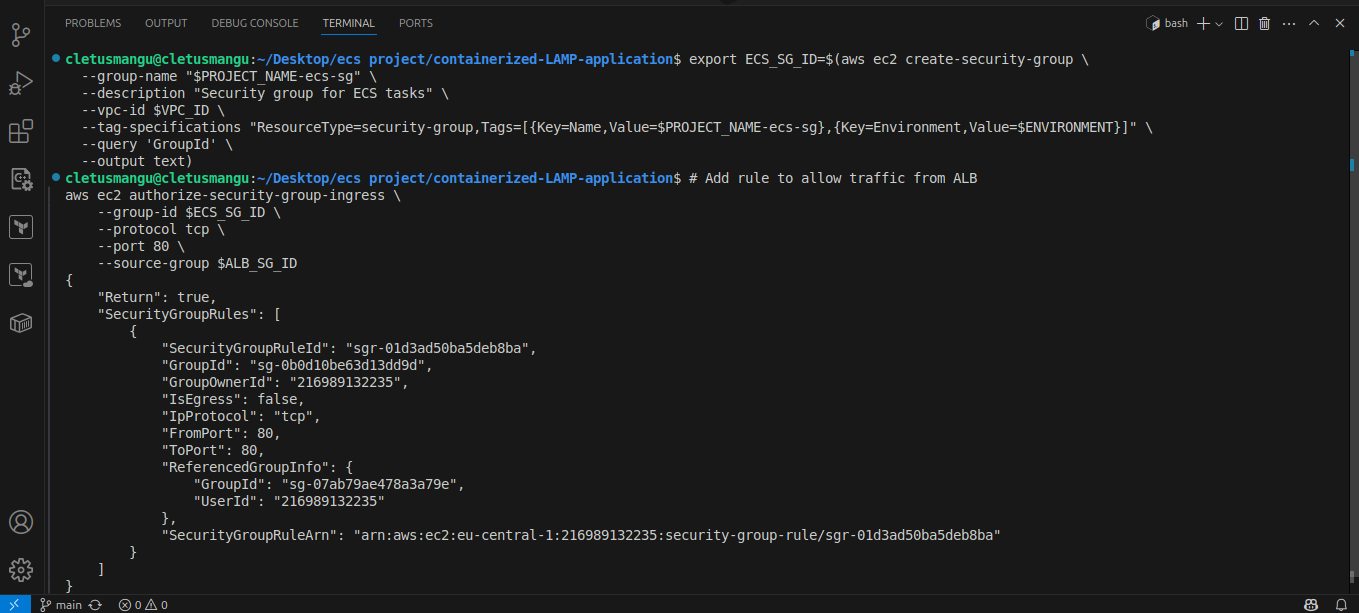 PROBLEMS OUTPUT DEBUG CONSOLE TERMINAL PORTS bash
cletusmangu@cletusmangu:~/Desktop/ecs project/containerized-LAMP-application$ export ECS_SG_ID=$(aws ec2 create-security-group \
--group-name "$PROJECT_NAME-ecs-sg" \
--description "Security group for ECS tasks" \
--vpc-id $VPC_ID \
--tag-specifications "ResourceType=security-group,Tags=[{Key=Name,Value=$PROJECT_NAME-ecs-sg},{Key=Environment,Value=$ENVIRONMENT}]" \
--query 'GroupId' \
--output text)
cletusmangu@cletusmangu:~/Desktop/ecs project/containerized-LAMP-application$ # Add rule to allow traffic from ALB
aws ec2 authorize-security-group-ingress \
--group-id $ECS_SG_ID \
--protocol tcp \
--port 80 \
--source-group $ALB_SG_ID
{
"Return": true,
"SecurityGroupRules": [
{
"SecurityGroupRuleId": "sgr-01d3ad50ba5deb8ba",
"GroupId": "sg-0b0d10be63d13dd9d",
"GroupOwnerId": "216989132235",
"IsEgress": false,
"IpProtocol": "tcp",
"FromPort": 80,
"ToPort": 80,
"ReferencedGroupInfo": {
"GroupId": "sg-07ab79ae478a3a79e",
"UserId": "216989132235"
},
"SecurityGroupRuleArn": "arn:aws:ec2:eu-central-1:216989132235:security-group-rule/sgr-01d3ad50ba5deb8ba"
}
]
}
main 0 0